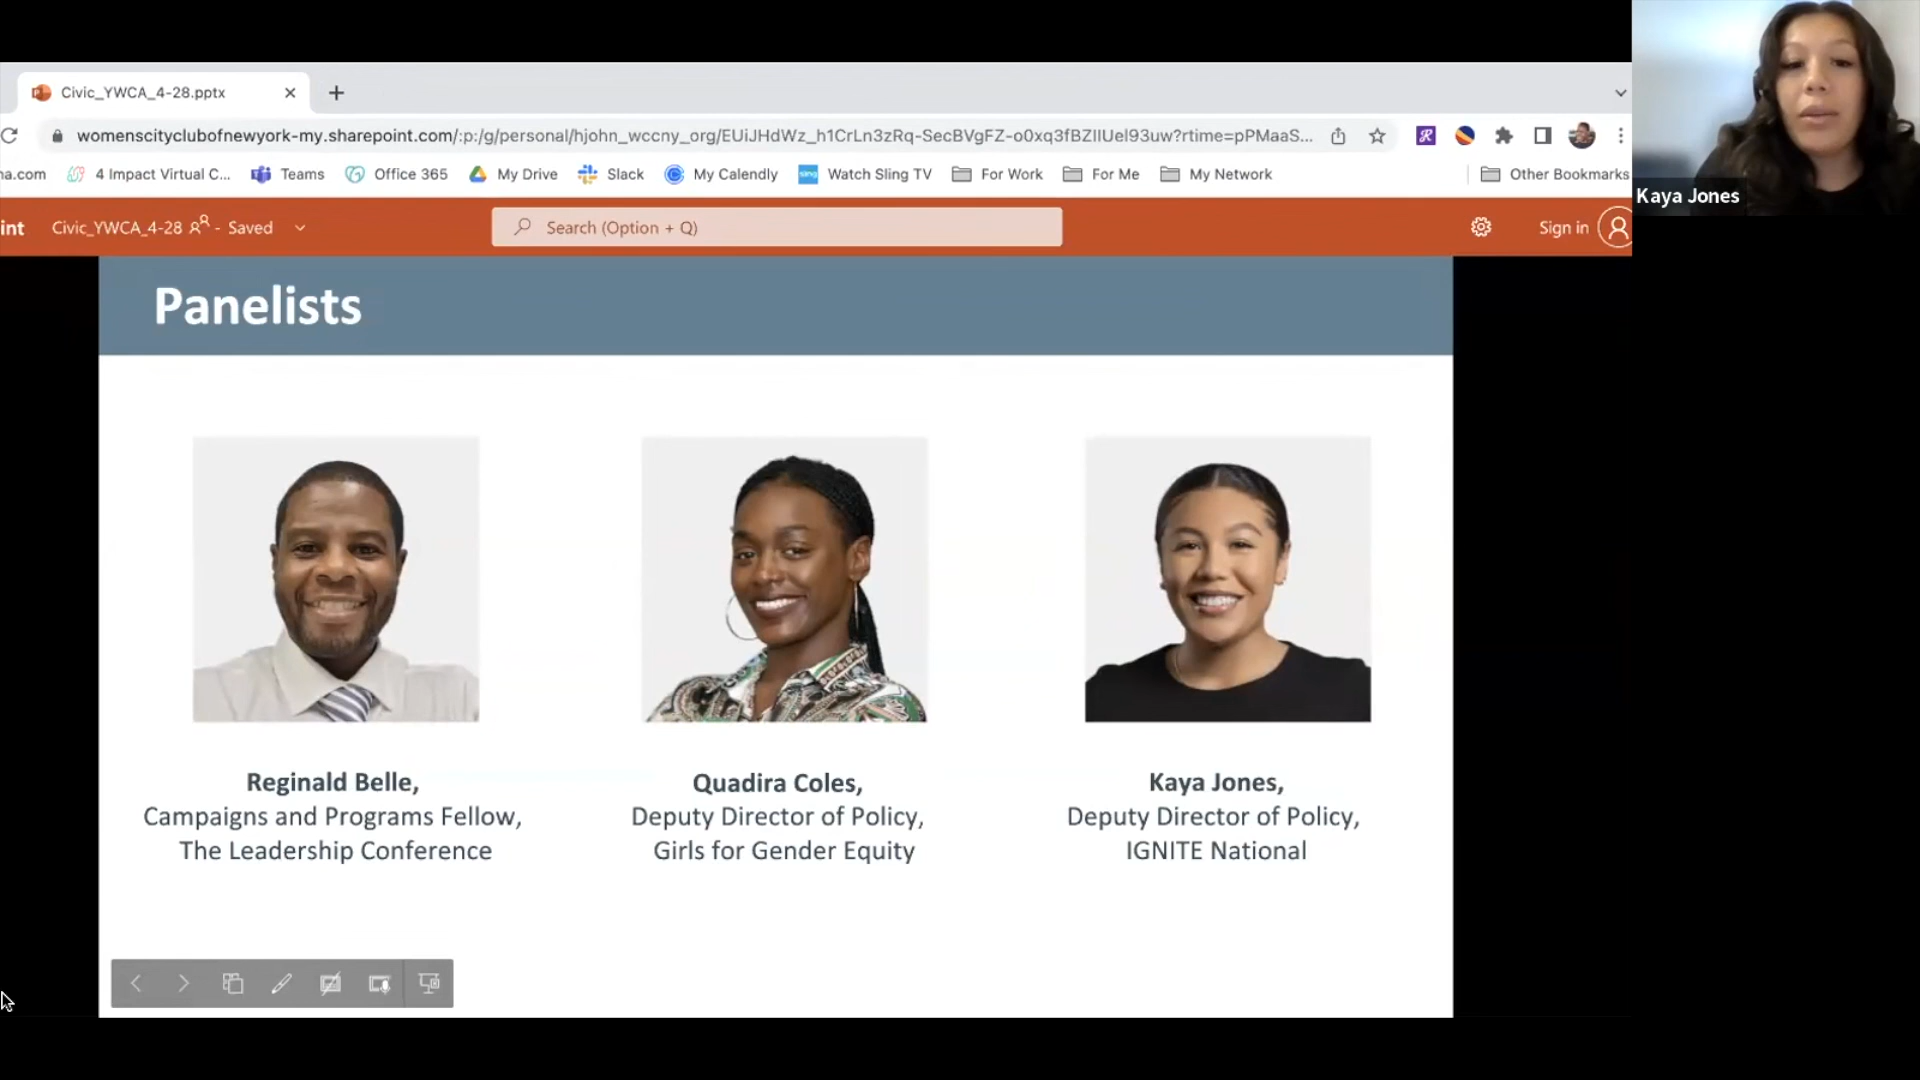 Civic_YWCA_4-28.pptx
womenscityclubofnewyork-my.sharepoint.com/:p:/g/personal/hjohn_wccny_org/EUiJHdWz_h1CrLn3zRq-SecBVgFZ-o0xq3fBZIIUel93uw?rtime=pPMaaS...
na.com 4 Impact Virtual C... Teams Office 365 My Drive Slack My Calendly sling Watch Sling TV For Work For Me My Network Other Bookmarks
int Civic_YWCA_4-28 - Saved Search (Option + Q) Sign in
Kaya Jones
Panelists
Reginald Belle,
Campaigns and Programs Fellow,
The Leadership Conference
Quadira Coles,
Deputy Director of Policy,
Girls for Gender Equity
Kaya Jones,
Deputy Director of Policy,
IGNITE National